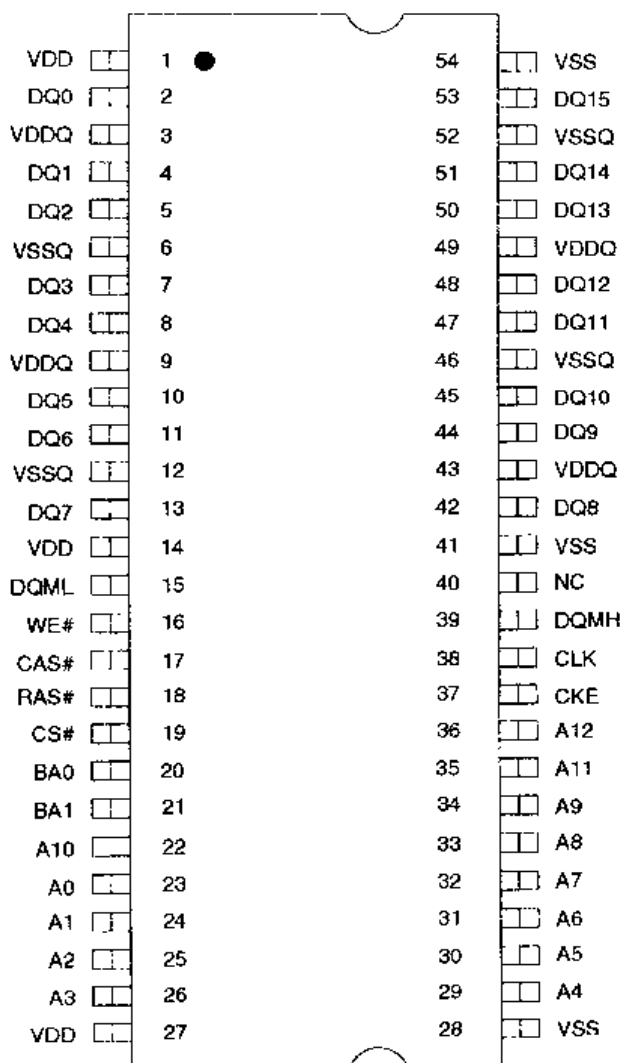 VDD 1 54 VSS
DQ0 2 53 DQ15
VDDQ 3 52 VSSQ
DQ1 4 51 DQ14
DQ2 5 50 DQ13
VSSQ 6 49 VDDQ
DQ3 7 48 DQ12
DQ4 8 47 DQ11
VDDQ 9 46 VSSQ
DQ5 10 45 DQ10
DQ6 11 44 DQ9
VSSQ 12 43 VDDQ
DQ7 13 42 DQ8
VDD 14 41 VSS
DQML 15 40 NC
WE# 16 39 DQMH
CAS# 17 38 CLK
RAS# 18 37 CKE
CS# 19 36 A12
BA0 20 35 A11
BA1 21 34 A9
A10 22 33 A8
A0 23 32 A7
A1 24 31 A6
A2 25 30 A5
A3 26 29 A4
VDD 27 28 VSS